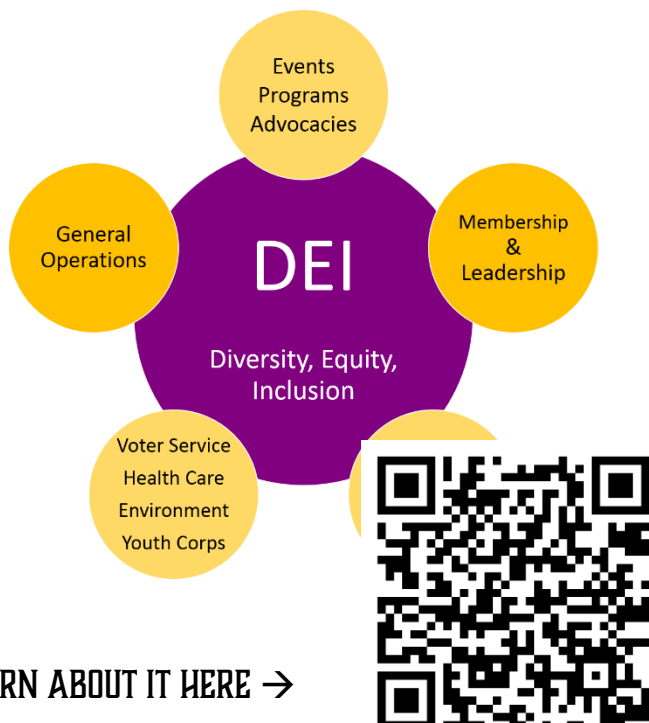 Events
Programs
Advocacies
General
Operations
Membership
&
Leadership
DEI
Diversity, Equity,
Inclusion
Voter Service
Health Care
Environment
Youth Corps
RN ABOUT IT HERE →